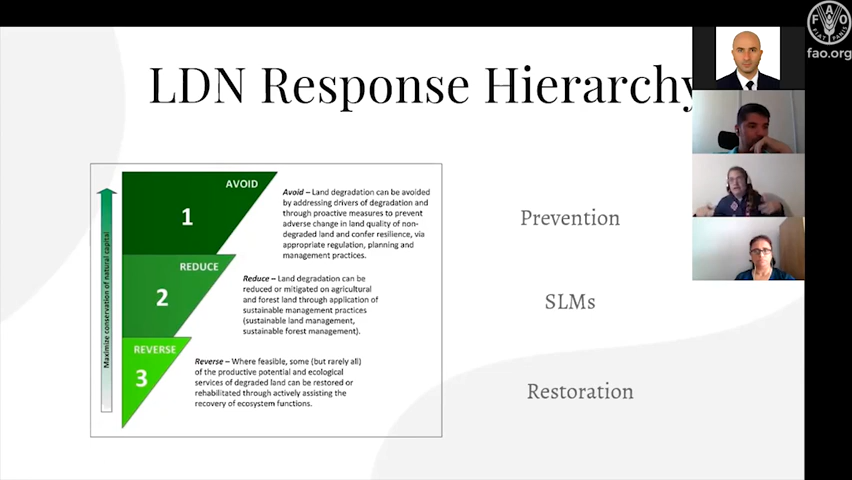 FAO
FIAT PANIS
fao.org
LDN Response Hierarchy
Maximize conservation of natural capital
AVOID
1
Avoid – Land degradation can be avoided
by addressing drivers of degradation and
through proactive measures to prevent
adverse change in land quality of non-
degraded land and confer resilience, via
appropriate regulation, planning and
management practices.
REDUCE
2
Reduce – Land degradation can be
reduced or mitigated on agricultural
and forest land through application of
sustainable management practices
(sustainable land management,
sustainable forest management).
REVERSE
3
Reverse – Where feasible, some (but rarely all)
of the productive potential and ecological
services of degraded land can be restored or
rehabilitated through actively assisting the
recovery of ecosystem functions.
Prevention
SLMs
Restoration